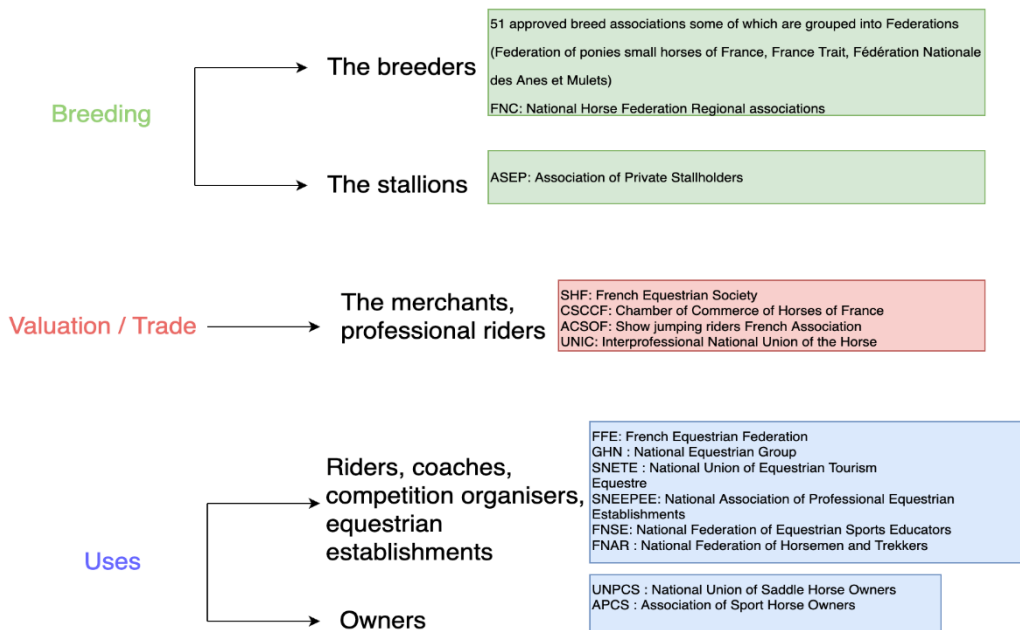 Breeding
The breeders
51 approved breed associations some of which are grouped into Federations
(Federation of ponies small horses of France, France Trait, Fédération Nationale
des Anes et Mulets)
FNC: National Horse Federation Regional associations
The stallions
ASEP: Association of Private Stallholders
Valuation / Trade
The merchants,
professional riders
SHF: French Equestrian Society
CSCCF: Chamber of Commerce of Horses of France
ACSOF: Show jumping riders French Association
UNIC: Interprofessional National Union of the Horse
Uses
Riders, coaches,
competition organisers,
equestrian
establishments
FFE: French Equestrian Federation
GHN : National Equestrian Group
SNETE : National Union of Equestrian Tourism
Equestre
SNEEPEE: National Association of Professional Equestrian
Establishments
FNSE: National Federation of Equestrian Sports Educators
FNAR : National Federation of Horsemen and Trekkers
Owners
UNPCS : National Union of Saddle Horse Owners
APCS : Association of Sport Horse Owners